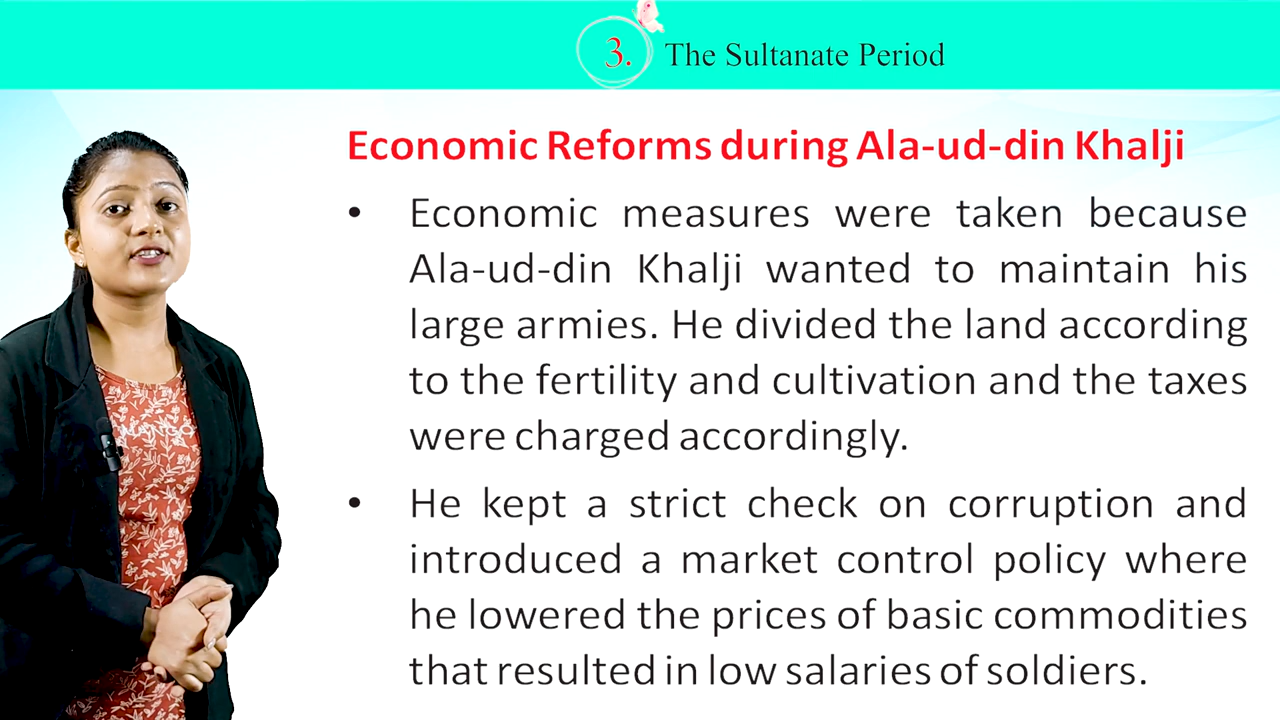 3. The Sultanate Period
Economic Reforms during Ala-ud-din Khalji
• Economic measures were taken because
Ala-ud-din Khalji wanted to maintain his
large armies. He divided the land according
to the fertility and cultivation and the taxes
were charged accordingly.
• He kept a strict check on corruption and
introduced a market control policy where
he lowered the prices of basic commodities
that resulted in low salaries of soldiers.